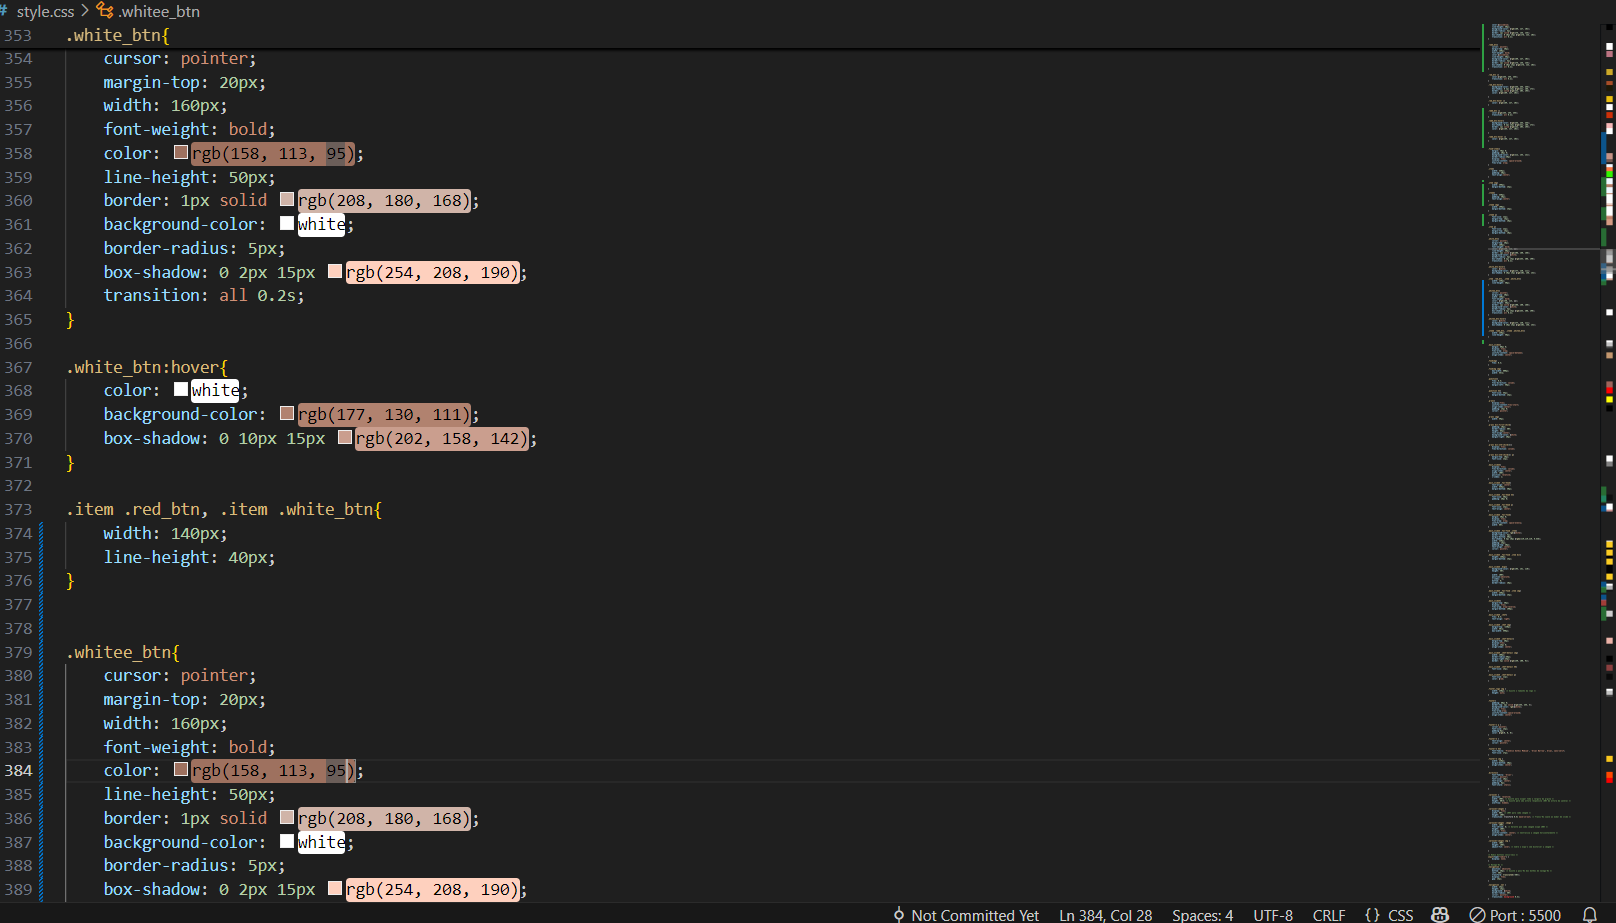 style.css > .whitee_btn
353 .white_btn{
354 cursor: pointer;
355 margin-top: 20px;
356 width: 160px;
357 font-weight: bold;
358 color: rgb(158, 113, 95);
359 line-height: 50px;
360 border: 1px solid rgb(208, 180, 168);
361 background-color: white;
362 border-radius: 5px;
363 box-shadow: 0 2px 15px rgb(254, 208, 190);
364 transition: all 0.2s;
365 }
366
367 .white_btn:hover{
368 color: white;
369 background-color: rgb(177, 130, 111);
370 box-shadow: 0 10px 15px rgb(202, 158, 142);
371 }
372
373 .item .red_btn, .item .white_btn{
374 width: 140px;
375 line-height: 40px;
376 }
377
378
379 .whitee_btn{
380 cursor: pointer;
381 margin-top: 20px;
382 width: 160px;
383 font-weight: bold;
384 color: rgb(158, 113, 95);
385 line-height: 50px;
386 border: 1px solid rgb(208, 180, 168);
387 background-color: white;
388 border-radius: 5px;
389 box-shadow: 0 2px 15px rgb(254, 208, 190);
Not Committed Yet Ln 384, Col 28 Spaces: 4 UTF-8 CRLF {} CSS Port : 5500